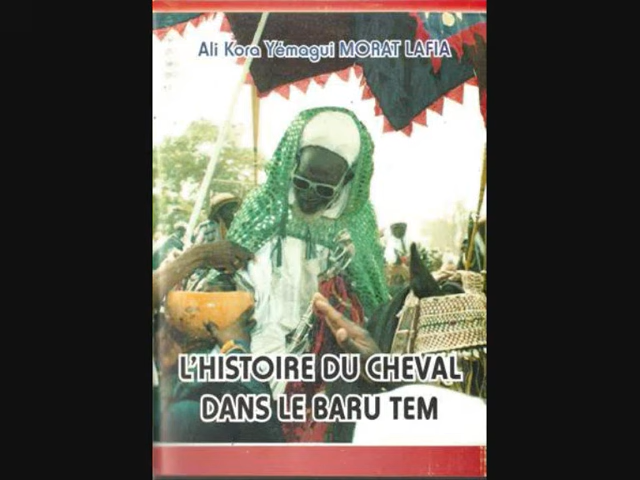 Ali Kora Yémagui MORAT LAFIA
L'HISTOIRE DU CHEVAL
DANS LE BARU TEM